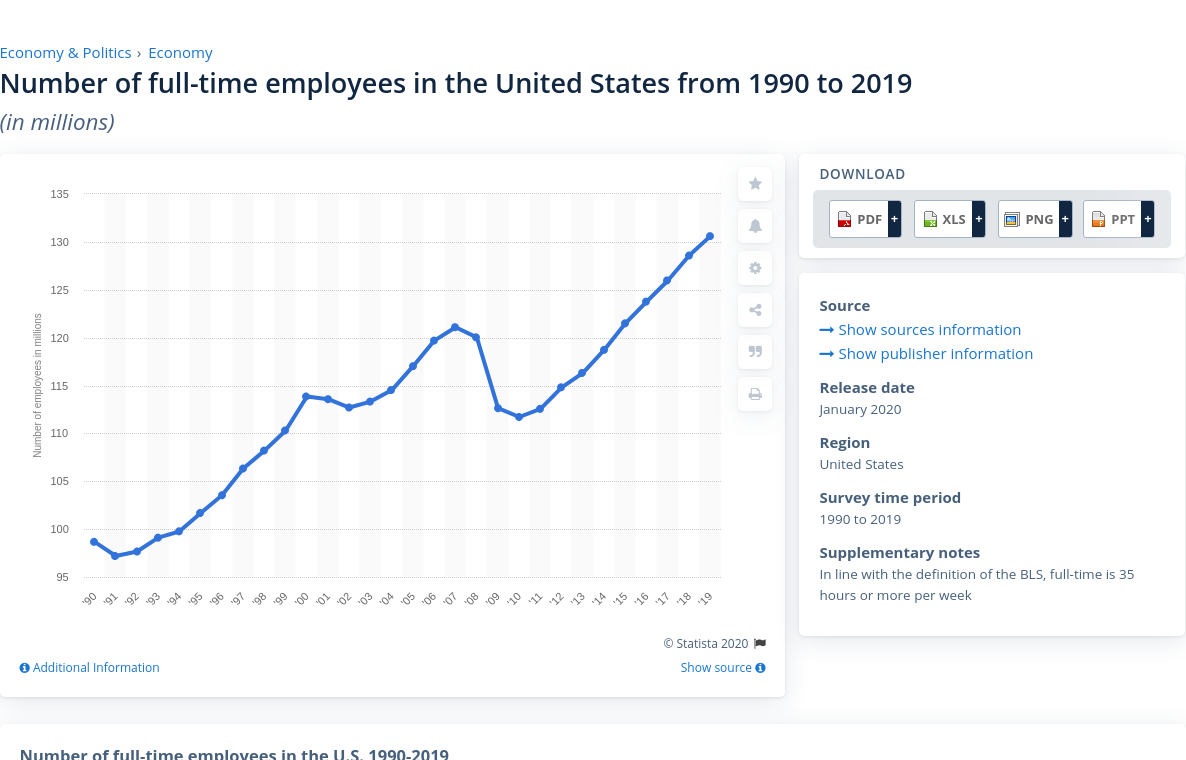 Economy & Politics › Economy
Number of full-time employees in the United States from 1990 to 2019
(in millions)
135
130
125
120
115
110
105
100
95
Number of employees in millions
'90 '91 '92 '93 '94 '95 '96 '97 '98 '99 '00 '01 '02 '03 '04 '05 '06 '07 '08 '09 '10 '11 '12 '13 '14 '15 '16 '17 '18 '19
© Statista 2020
Additional Information
Show source
DOWNLOAD
PDF + XLS + PNG + PPT +
Source
Show sources information
Show publisher information
Release date
January 2020
Region
United States
Survey time period
1990 to 2019
Supplementary notes
In line with the definition of the BLS, full-time is 35
hours or more per week
Number of full-time employees in the U.S. 1990-2019